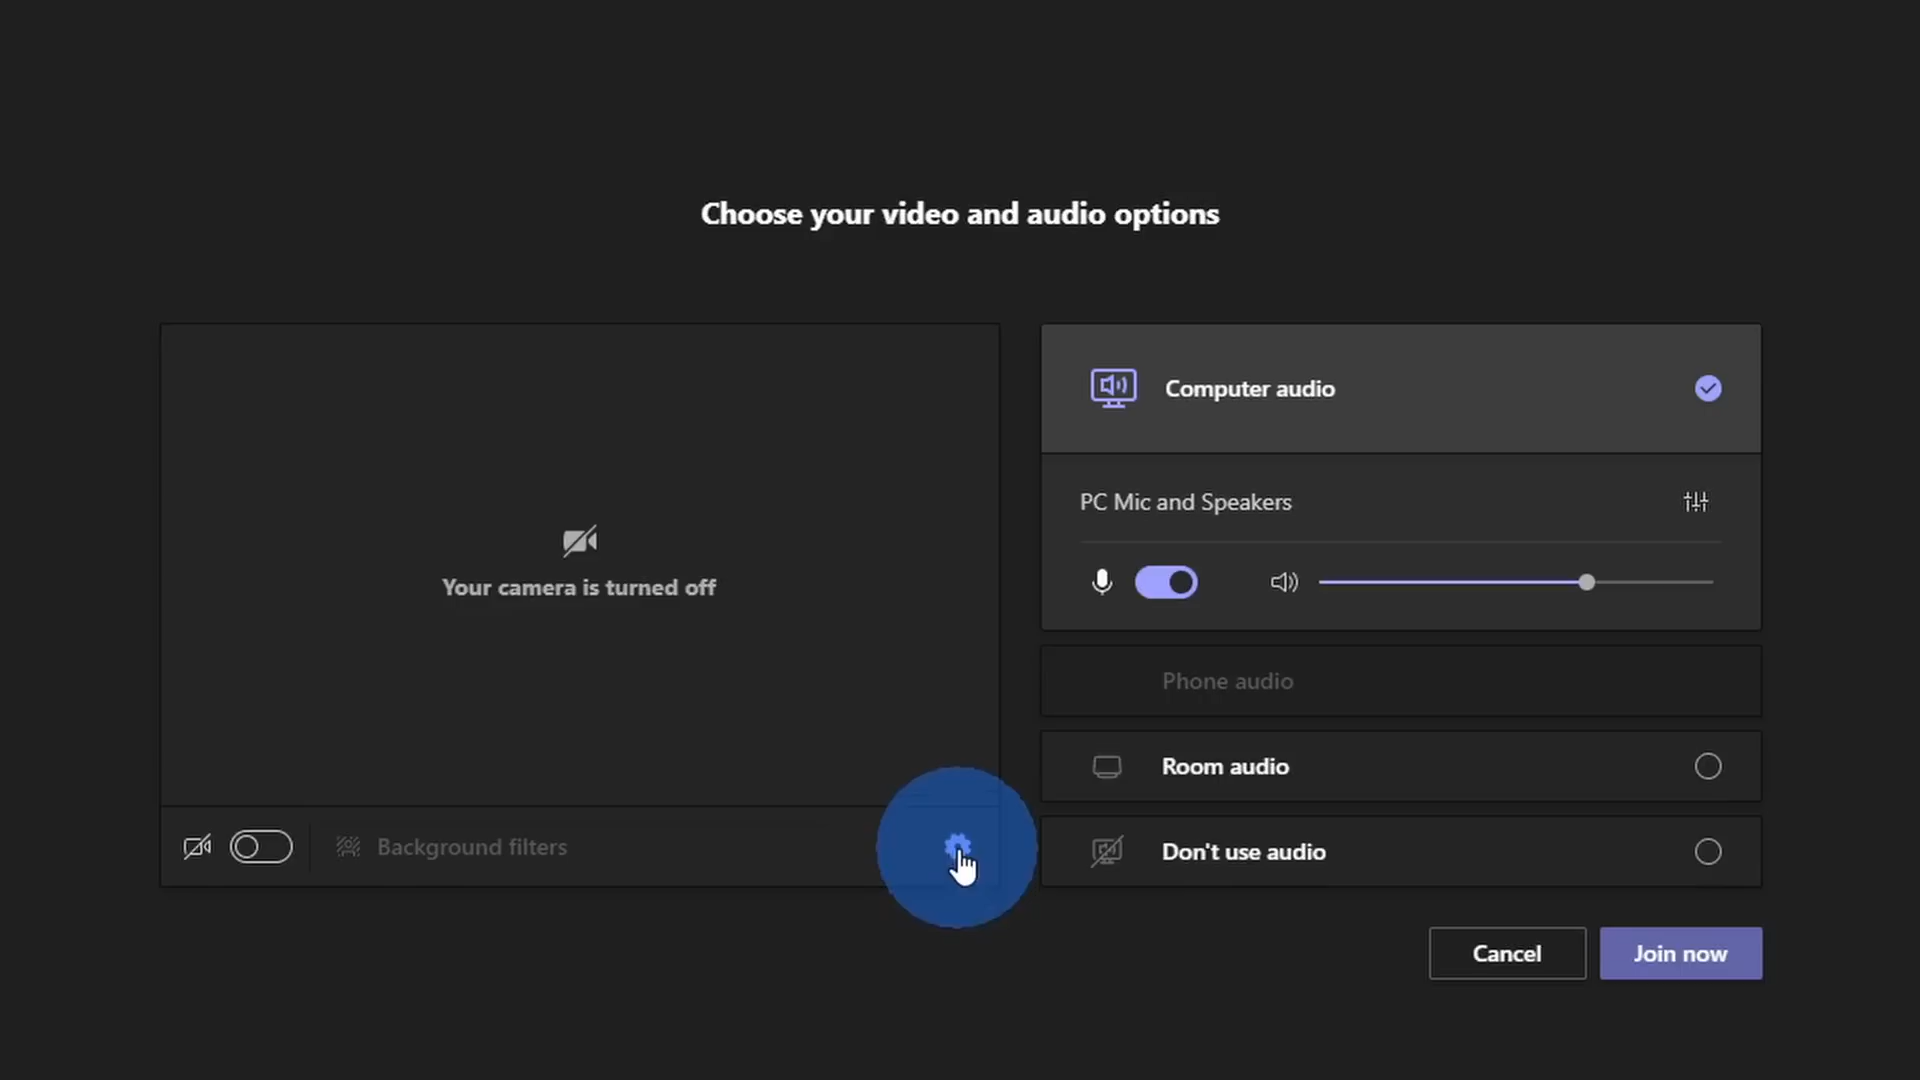 Choose your video and audio options
Your camera is turned off
Background filters
Computer audio
PC Mic and Speakers
Phone audio
Room audio
Don't use audio
Cancel
Join now